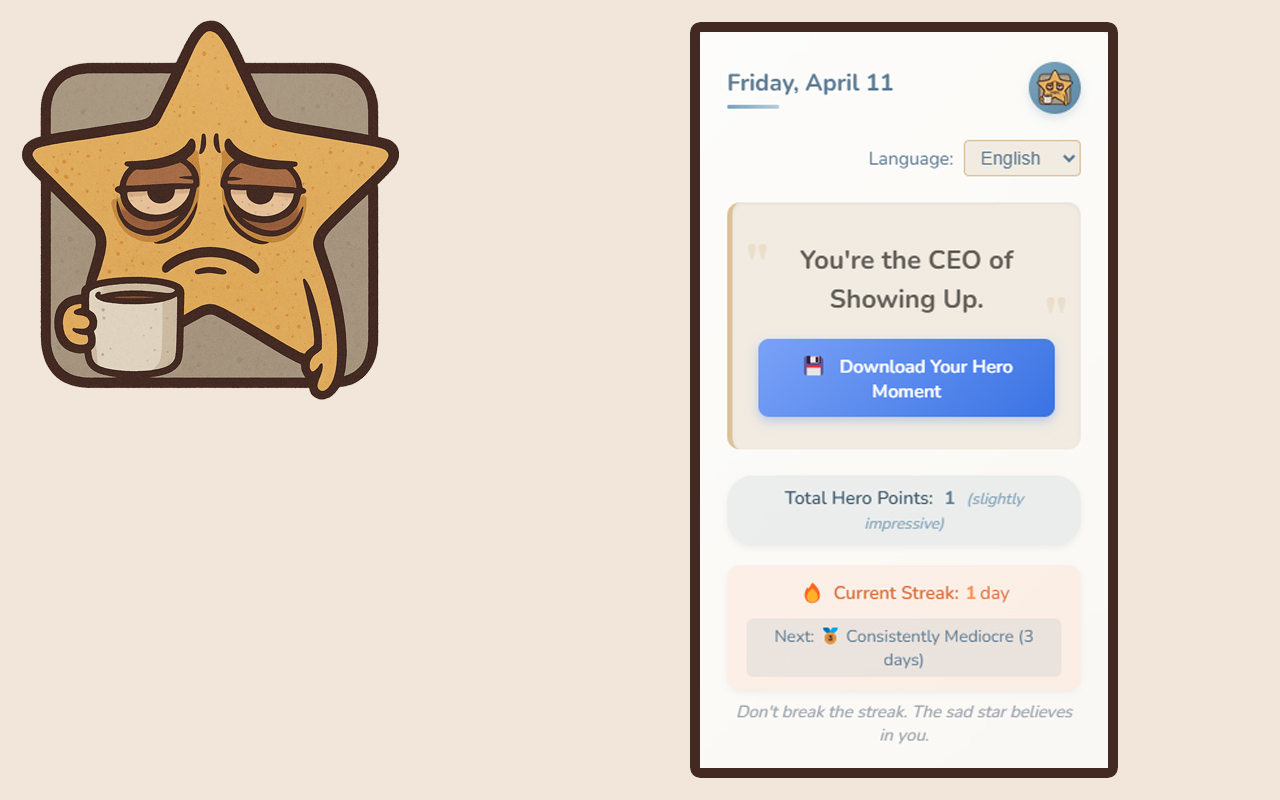 Friday, April 11
Language: English
"
You're the CEO of
Showing Up.
"
💾 Download Your Hero
Moment
Total Hero Points: 1 (slightly
impressive)
🔥 Current Streak: 1 day
Next: 🥉 Consistently Mediocre (3
days)
Don't break the streak. The sad star believes
in you.